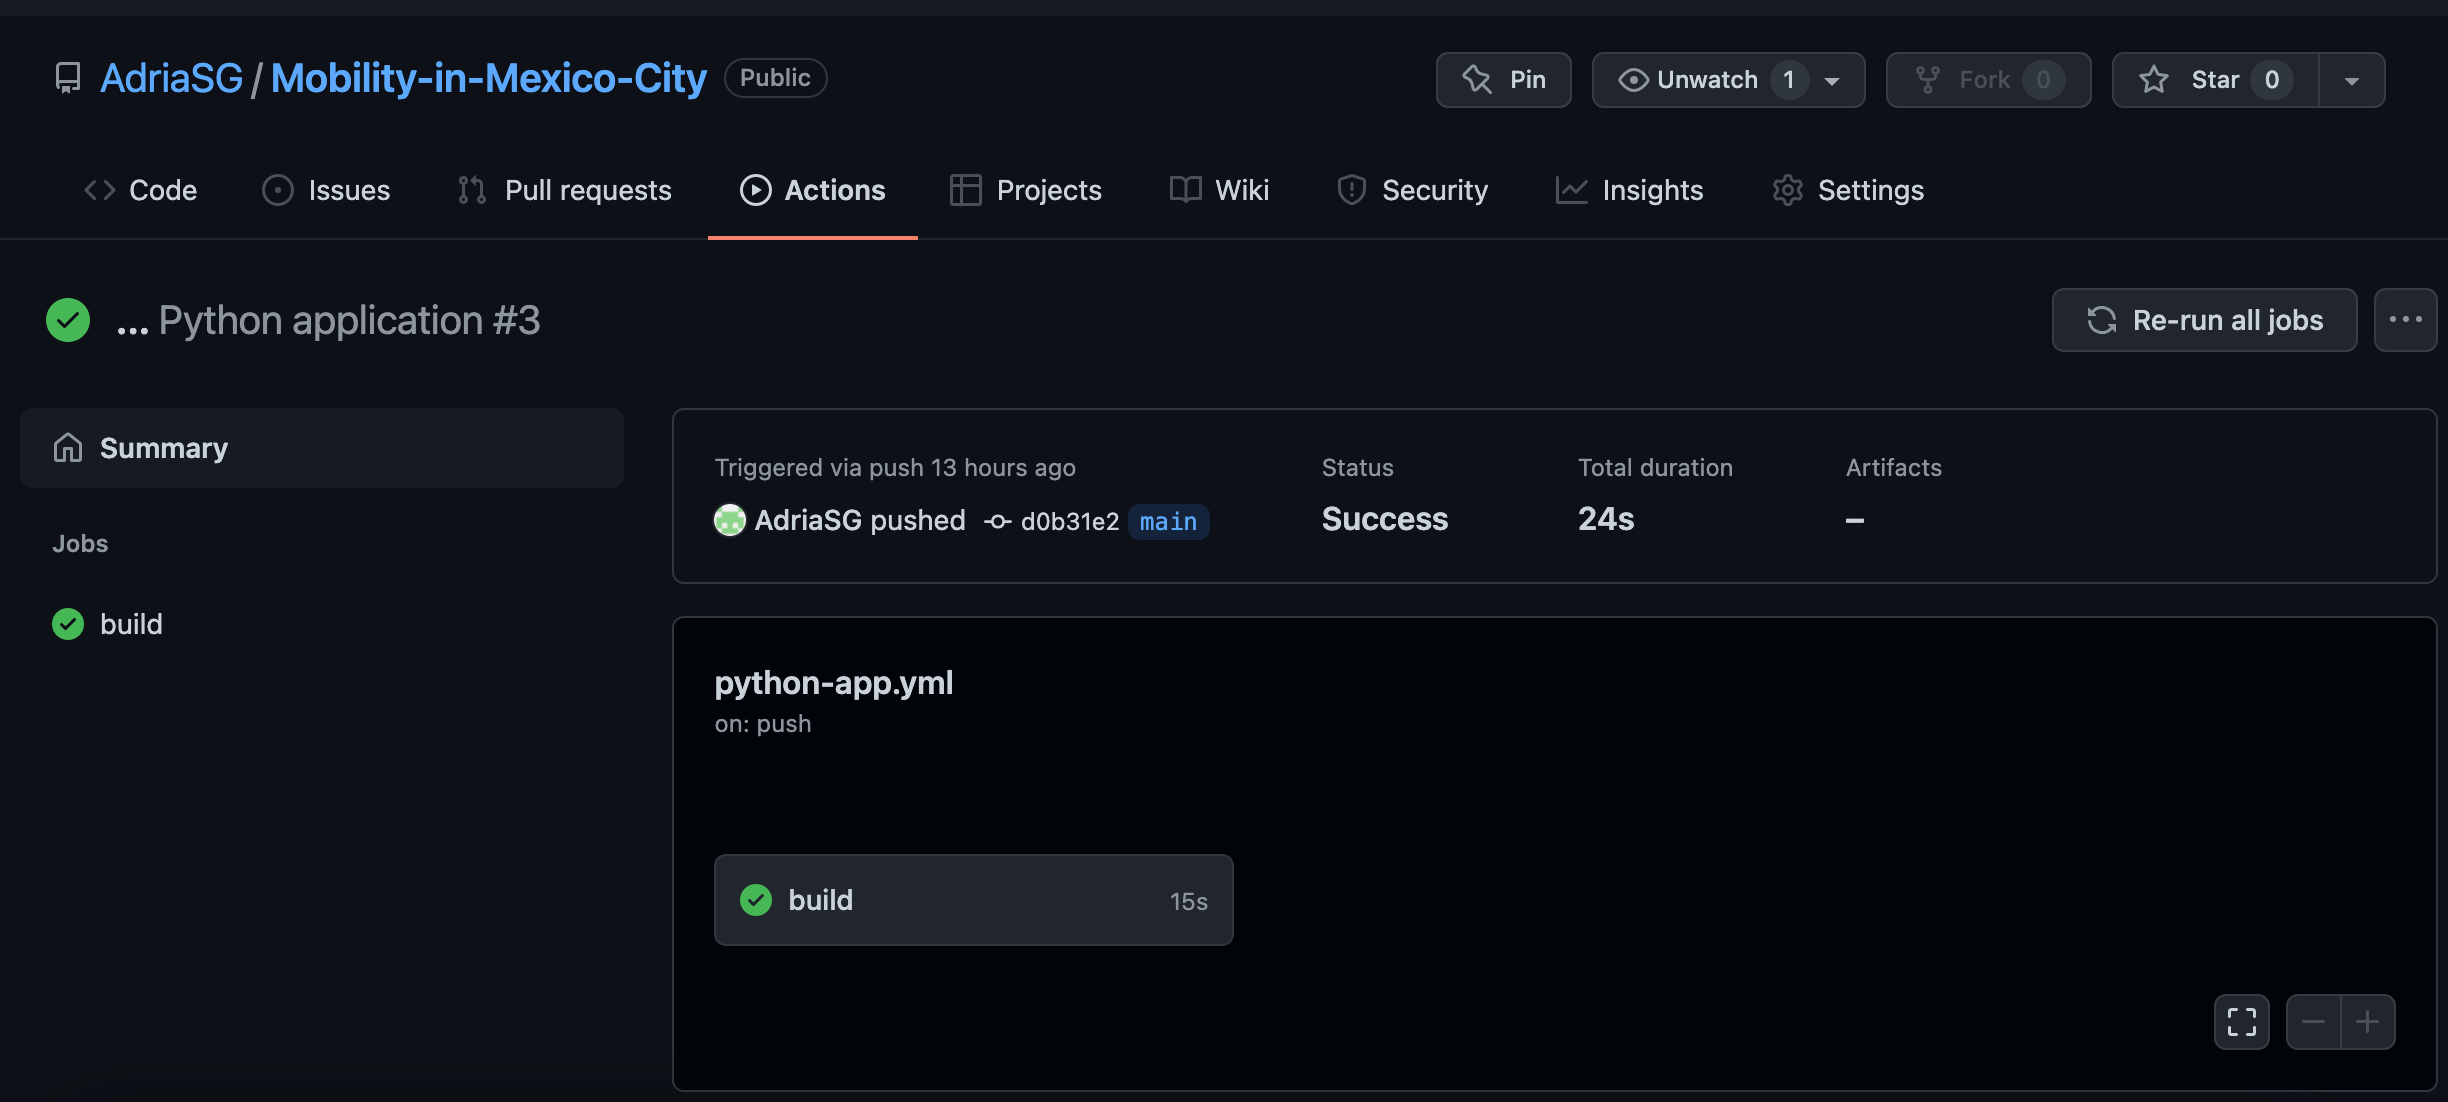 AdriaSG / Mobility-in-Mexico-City Public
Pin
Unwatch 1
Fork 0
Star 0
Code
Issues
Pull requests
Actions
Projects
Wiki
Security
Insights
Settings
... Python application #3
Re-run all jobs
Summary
Jobs
build
Triggered via push 13 hours ago
AdriaSG pushed d0b31e2 main
Status
Success
Total duration
24s
Artifacts
–
python-app.yml
on: push
build 15s